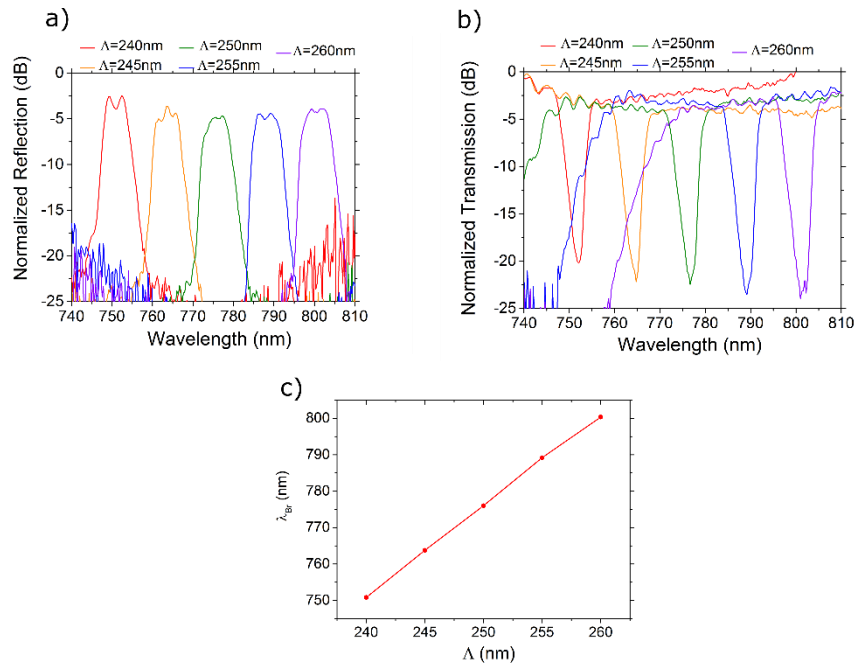 a)
Λ=240nm Λ=250nm Λ=260nm
Λ=245nm Λ=255nm
0
-5
-10
-15
-20
-25
Normalized Reflection (dB)
740 750 760 770 780 790 800 810
Wavelength (nm)
b)
Λ=240nm Λ=250nm Λ=260nm
Λ=245nm Λ=255nm
0
-5
-10
-15
-20
-25
Normalized Transmission (dB)
740 750 760 770 780 790 800 810
Wavelength (nm)
c)
800
790
780
770
760
750
λBr (nm)
240 245 250 255 260
Λ (nm)